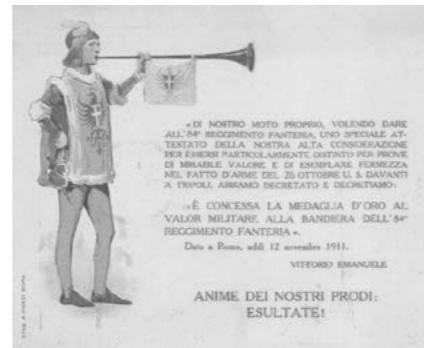 «DI NOSTRO MOTO PROPRIO, VOLENDO DARE
ALL'84º REGGIMENTO FANTERIA, UNO SPECIALE AT-
TESTATO DELLA NOSTRA ALTA CONSIDERAZIONE
PER ESSERSI PARTICOLARMENTE DISTINTO PER PROVE
DI MIRABILE VALORE E DI ESEMPLARE FERMEZZA
NEL FATTO D'ARME DEL 26 OTTOBRE U. S. DAVANTI
A TRIPOLI, ABBIAMO DECRETATO E DECRETIAMO:
«È CONCESSA LA MEDAGLIA D'ORO AL
VALOR MILITARE ALLA BANDIERA DELL'84º
REGGIMENTO FANTERIA».
Dato a Roma, addì 12 novembre 1911.
VITTORIO EMANUELE
ANIME DEI NOSTRI PRODI:
ESULTATE!